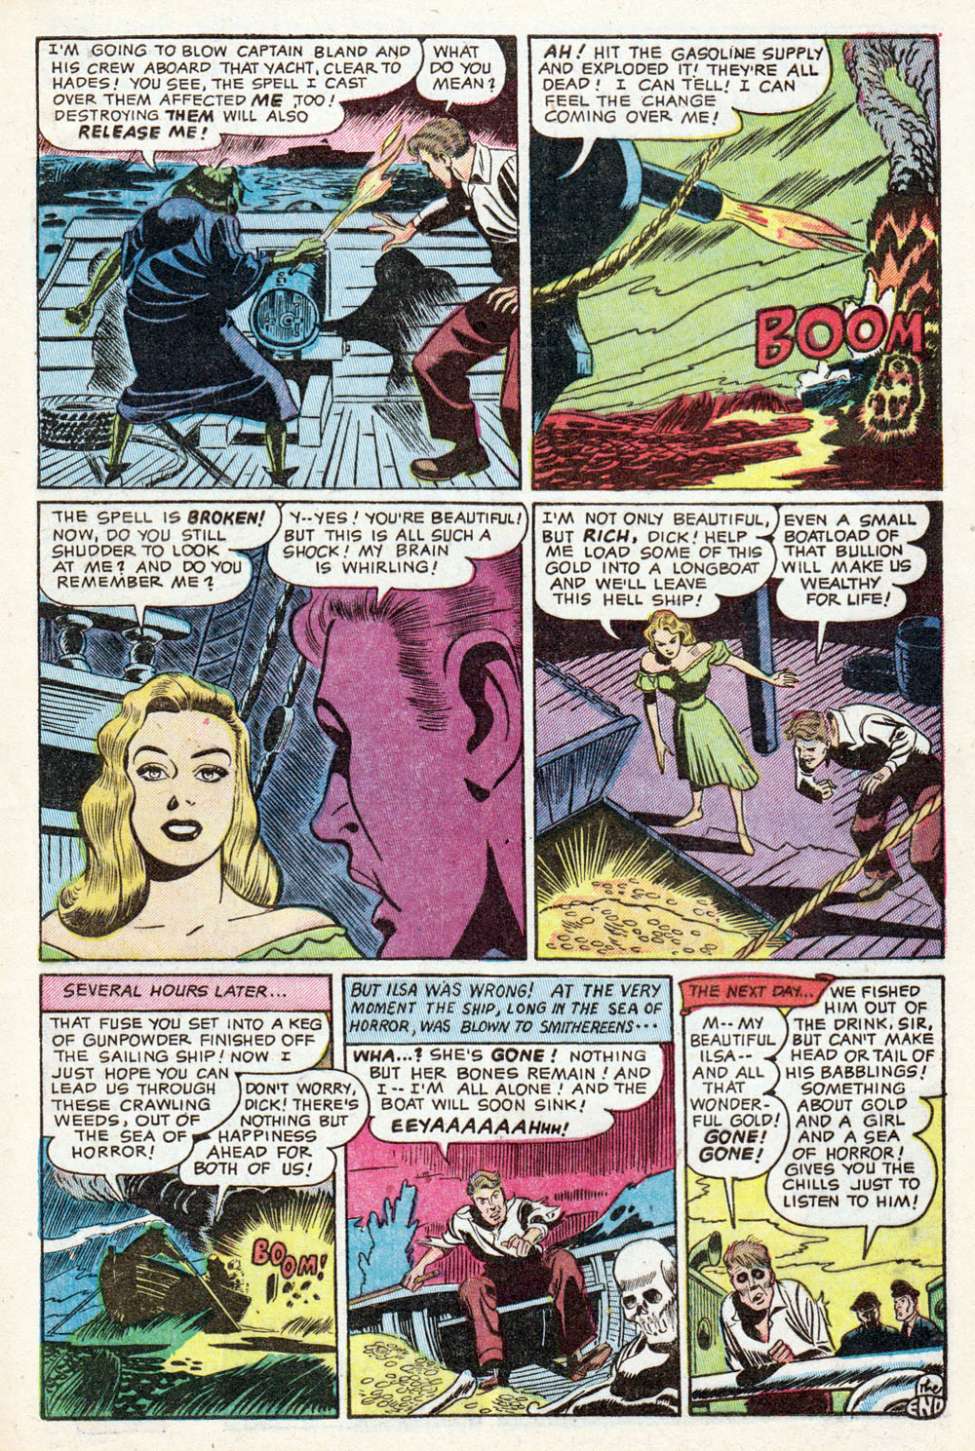 I'M GOING TO BLOW CAPTAIN BLAND AND
HIS CREW ABOARD THAT YACHT, CLEAR TO
HADES! YOU SEE, THE SPELL I CAST
OVER THEM AFFECTED ME TOO!
DESTROYING THEM WILL ALSO
RELEASE ME!
WHAT
DO YOU
MEAN?
AH! HIT THE GASOLINE SUPPLY
AND EXPLODED IT! THEY'RE ALL
DEAD! I CAN TELL! I CAN
FEEL THE CHANGE
COMING OVER ME!
BOOM
THE SPELL IS BROKEN!
NOW, DO YOU STILL
SHUDDER TO LOOK
AT ME? AND DO YOU
REMEMBER ME?
Y--YES! YOU'RE BEAUTIFUL!
BUT THIS IS ALL SUCH A
SHOCK! MY BRAIN
IS WHIRLING!
I'M NOT ONLY BEAUTIFUL,
BUT RICH, DICK! HELP
ME LOAD SOME OF THIS
GOLD INTO A LONGBOAT
AND WE'LL LEAVE
THIS HELL SHIP!
EVEN A SMALL
BOATLOAD OF
THAT BULLION
WILL MAKE US
WEALTHY
FOR LIFE!
SEVERAL HOURS LATER...
THAT FUSE YOU SET INTO A KEG
OF GUNPOWDER FINISHED OFF
THE SAILING SHIP! NOW I
JUST HOPE YOU CAN
LEAD US THROUGH
THESE CRAWLING
WEEDS, OUT OF
THE SEA OF
HORROR!
DON'T WORRY,
DICK! THERE'S
NOTHING BUT
HAPPINESS
AHEAD FOR
BOTH OF US!
BOOM!
BUT ILSA WAS WRONG! AT THE VERY
MOMENT THE SHIP, LONG IN THE SEA OF
HORROR, WAS BLOWN TO SMITHEREENS---
WHA...? SHE'S GONE! NOTHING
BUT HER BONES REMAIN! AND
I--I'M ALL ALONE! AND THE
BOAT WILL SOON SINK!
EEYAAAAAAHHH!
THE NEXT DAY...
M--MY
BEAUTIFUL
ILSA--
AND ALL
THAT
WONDER-
FUL GOLD!
GONE!
GONE!
WE FISHED
HIM OUT OF
THE DRINK, SIR,
BUT CAN'T MAKE
HEAD OR TAIL OF
HIS BABBLINGS!
SOMETHING
ABOUT GOLD
AND A GIRL
AND A SEA
OF HORROR!
GIVES YOU THE
CHILLS JUST TO
LISTEN TO HIM!
the
END